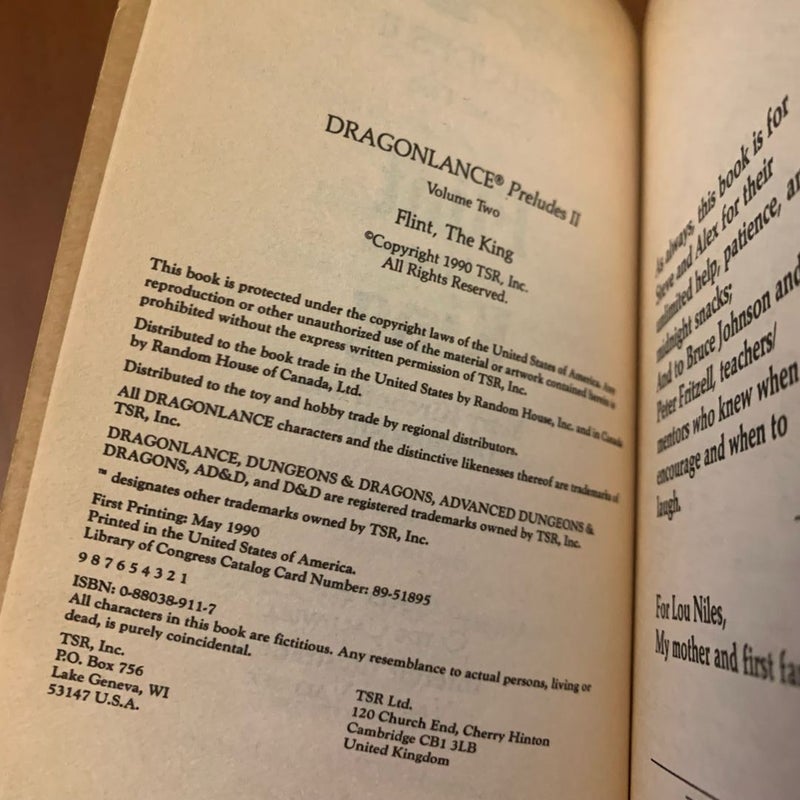 DRAGONLANCE® Preludes II
Volume Two
Flint, The King
©Copyright 1990 TSR, Inc.
All Rights Reserved.
This book is protected under the copyright laws of the United States of America. Any
reproduction or other unauthorized use of the material or artwork contained herein is
prohibited without the express written permission of TSR, Inc.
Distributed to the book trade in the United States by Random House, Inc. and in Canada
by Random House of Canada, Ltd.
Distributed to the toy and hobby trade by regional distributors.
All DRAGONLANCE characters and the distinctive likenesses thereof are trademarks of
TSR, Inc.
DRAGONLANCE, DUNGEONS & DRAGONS, ADVANCED DUNGEONS &
DRAGONS, AD&D, and D&D are registered trademarks owned by TSR, Inc.
™ designates other trademarks owned by TSR, Inc.
First Printing: May 1990
Printed in the United States of America.
Library of Congress Catalog Card Number: 89-51895
9 8 7 6 5 4 3 2 1
ISBN: 0-88038-911-7
All characters in this book are fictitious. Any resemblance to actual persons, living or
dead, is purely coincidental.
TSR, Inc.
P.O. Box 756
Lake Geneva, WI
53147 U.S.A.
TSR Ltd.
120 Church End, Cherry Hinton
Cambridge CB1 3LB
United Kingdom
As always, this book is for
Steve and Alex for their
unlimited help, patience,
midnight snacks;
And to Bruce Johnson and
Peter Fritzell, teachers/
mentors who knew when
encourage and when to
laugh.
For Lou Niles,
My mother and first